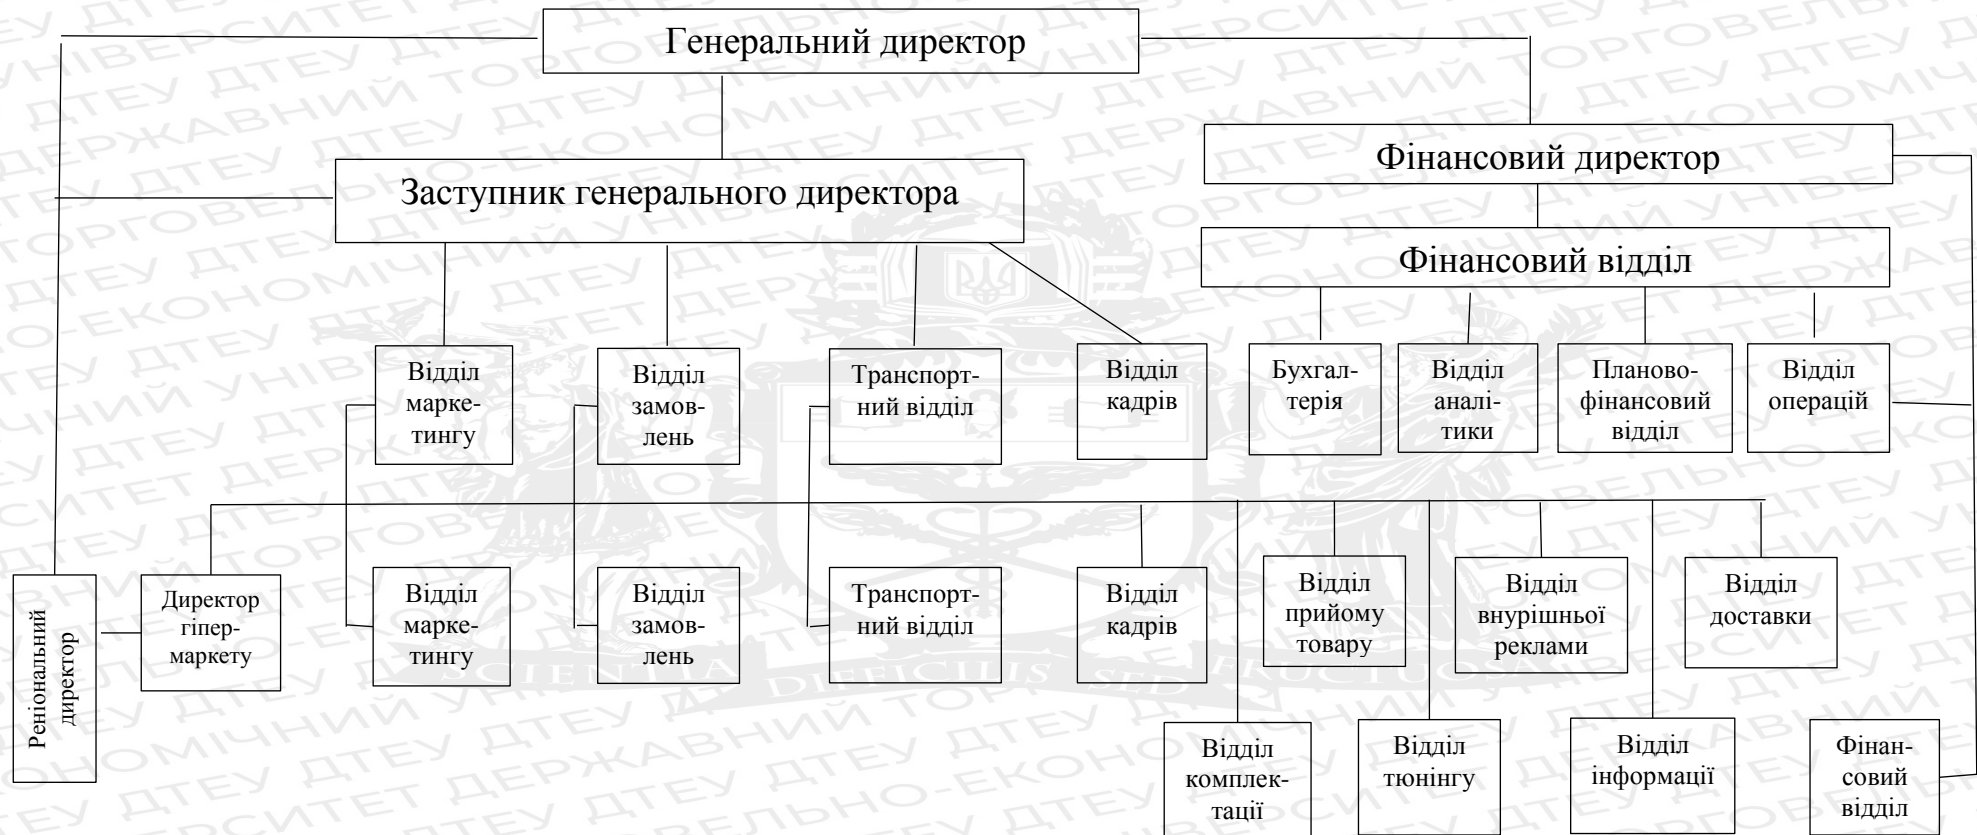 Генеральний директор
Фінансовий директор
Заступник генерального директора
Фінансовий відділ
Відділ
марке-
тингу
Відділ
замов-
лень
Транспорт-
ний відділ
Відділ
кадрів
Бухгал-
терія
Відділ
аналі-
тики
Планово-
фінансовий
відділ
Відділ
операцій
Реніональний
директор
Директор
гіпер-
маркету
Відділ
марке-
тингу
Відділ
замов-
лень
Транспорт-
ний відділ
Відділ
кадрів
Відділ
прийому
товару
Відділ
внурішньої
реклами
Відділ
доставки
Відділ
комплек-
тації
Відділ
тюнінгу
Відділ
інформації
Фінан-
совий
відділ